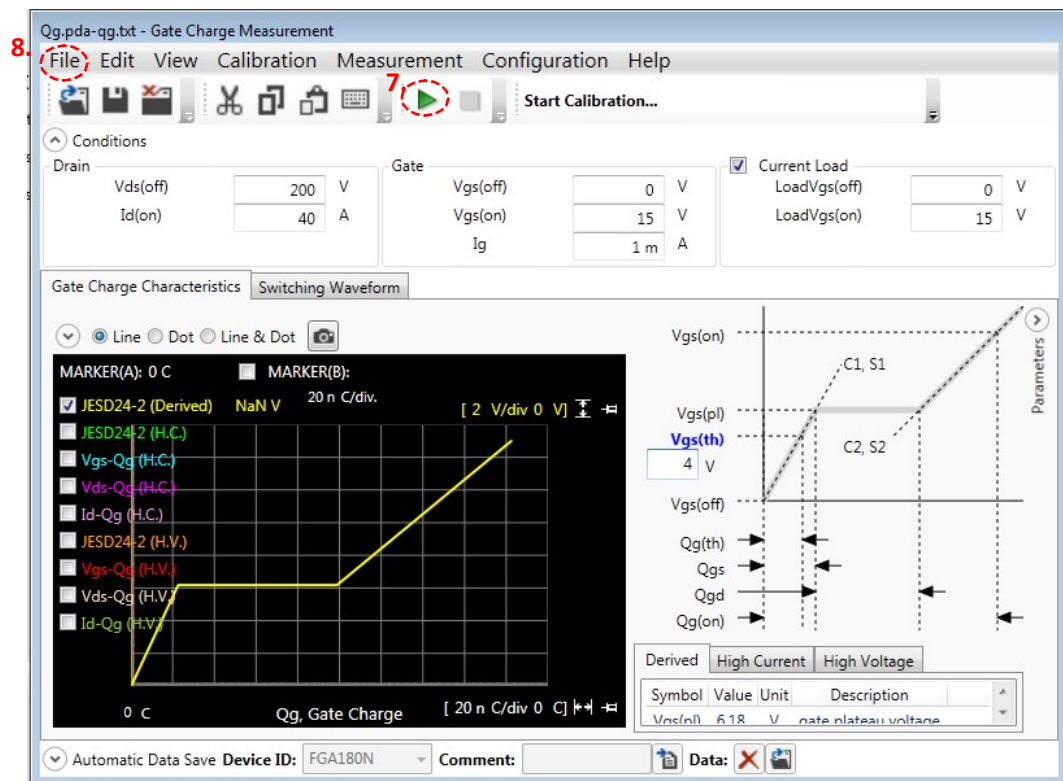 Qg.pda-qg.txt - Gate Charge Measurement
8.
File Edit View Calibration Measurement Configuration Help
7
Start Calibration...
Conditions
Drain
Vds(off) 200 V
Id(on) 40 A
Gate
Vgs(off) 0 V
Vgs(on) 15 V
Ig 1 m A
Current Load
LoadVgs(off) 0 V
LoadVgs(on) 15 V
Gate Charge Characteristics Switching Waveform
Line Dot Line & Dot
MARKER(A): 0 C MARKER(B):
JESD24-2 (Derived) NaN V 20 n C/div. [ 2 V/div 0 V]
JESD24-2 (H.C.)
Vgs-Qg (H.C.)
Vds-Qg (H.C.)
Id-Qg (H.C.)
JESD24-2 (H.V.)
Vgs-Qg (H.V.)
Vds-Qg (H.V.)
Id-Qg (H.V.)
0 C Qg, Gate Charge [ 20 n C/div 0 C]
Vgs(on)
C1, S1
Vgs(pl)
Vgs(th)
4 V
C2, S2
Vgs(off)
Qg(th)
Qgs
Qgd
Qg(on)
Parameters
Derived High Current High Voltage
Symbol Value Unit Description
Vgs(pl) 6.18 V gate plateau voltage
Automatic Data Save Device ID: FGA180N Comment: Data: